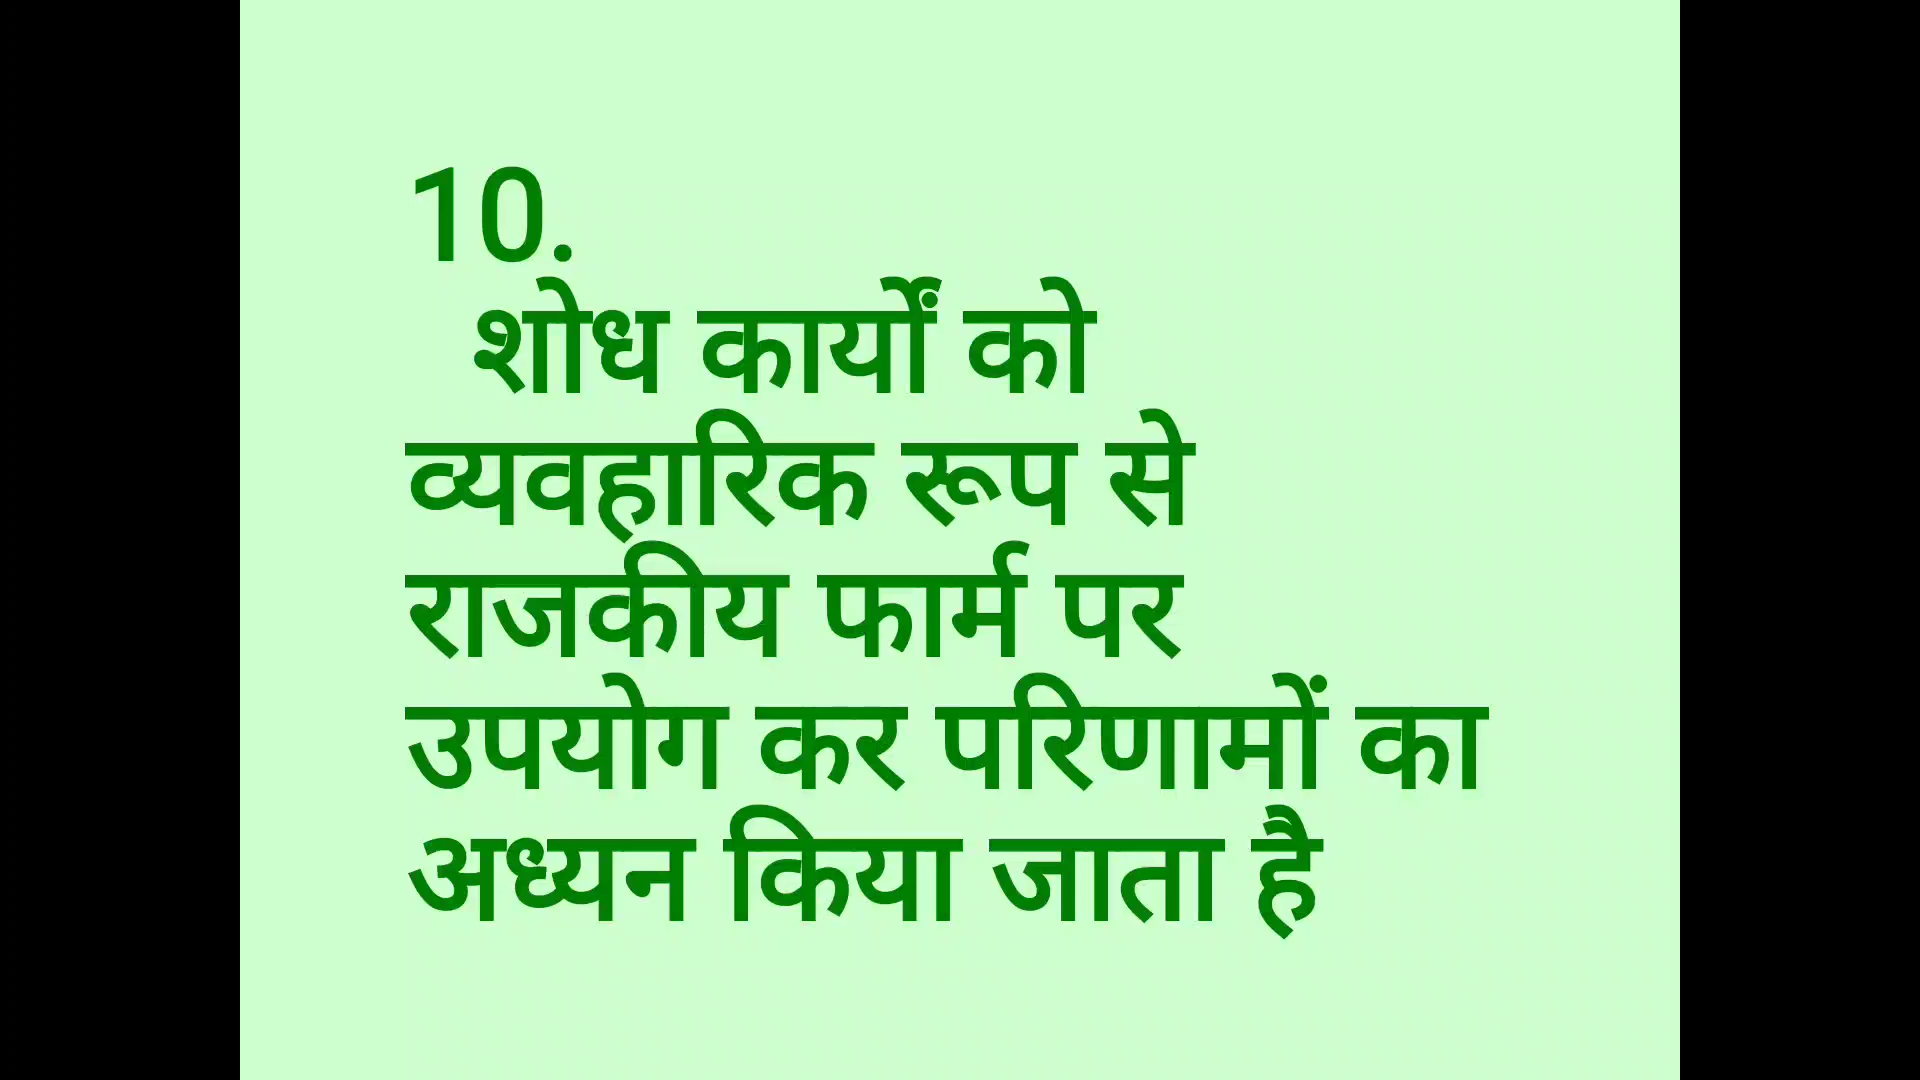 10.
शोध कार्यों को
व्यवहारिक रूप से
राजकीय फार्म पर
उपयोग कर परिणामों का
अध्यन किया जाता है